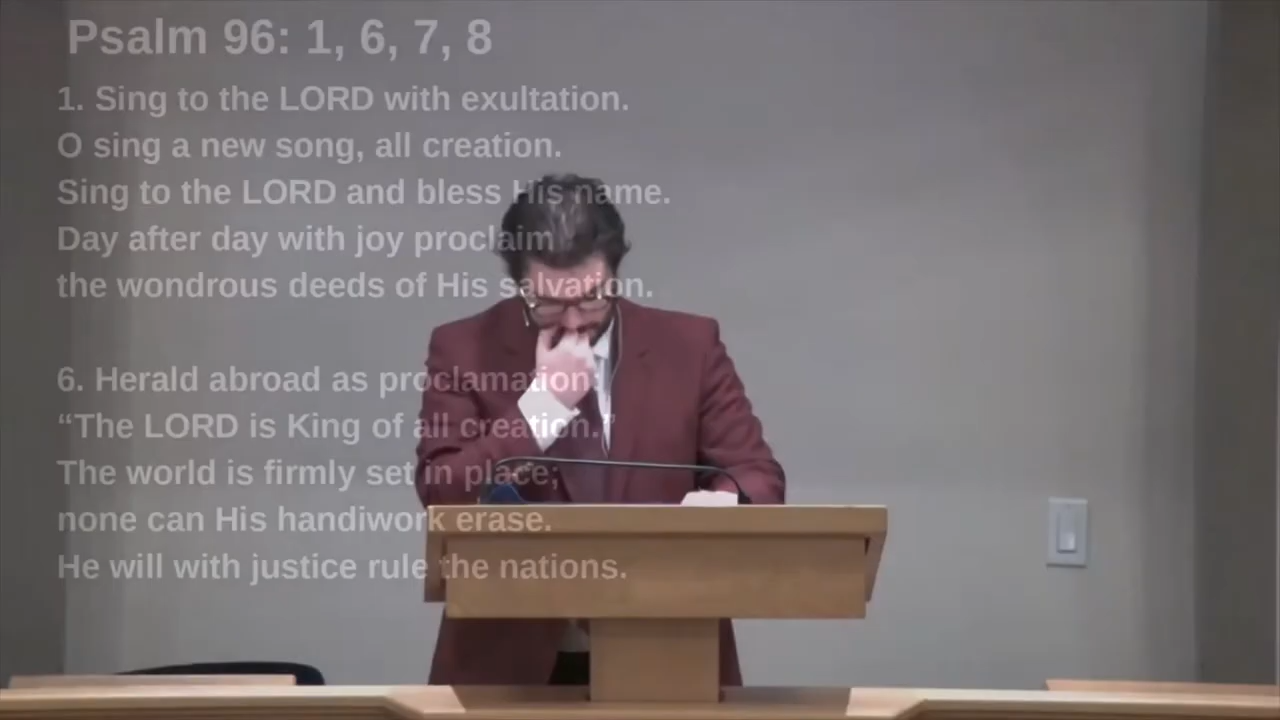 Psalm 96: 1, 6, 7, 8
1. Sing to the LORD with exultation.
O sing a new song, all creation.
Sing to the LORD and bless His name.
Day after day with joy proclaim
the wondrous deeds of His salvation.
6. Herald abroad as proclamation:
“The LORD is King of all creation.”
The world is firmly set in place;
none can His handiwork erase.
He will with justice rule the nations.